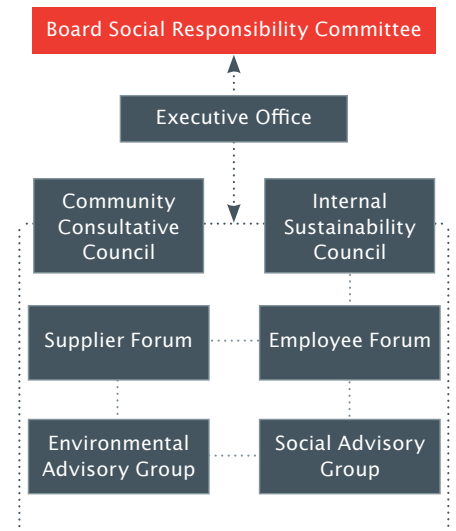 Board Social Responsibility Committee
Executive Office
Community
Consultative
Council
Internal
Sustainability
Council
Supplier Forum
Employee Forum
Environmental
Advisory Group
Social Advisory
Group